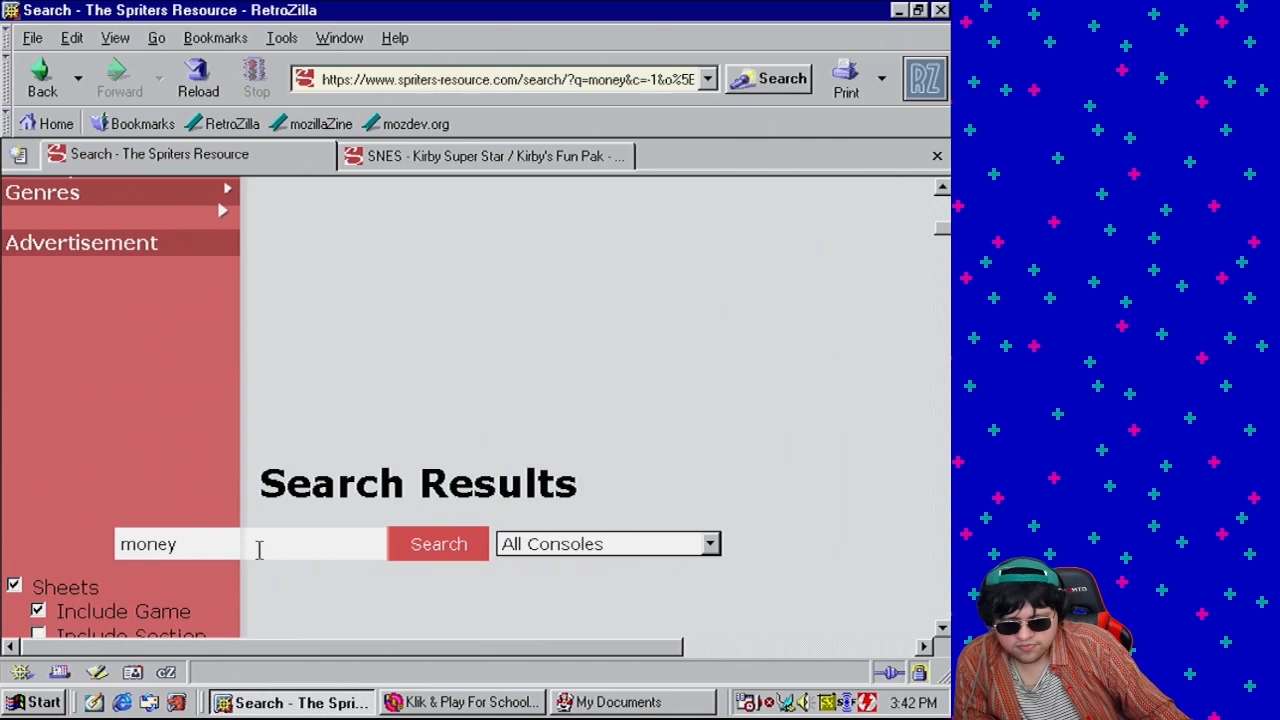 Search - The Spriters Resource - RetroZilla
File Edit View Go Bookmarks Tools Window Help
Back Forward Reload Stop https://www.spriters-resource.com/search/?q=money&c=-1&o%5E Search Print RZ
Home Bookmarks RetroZilla mozillaZine mozdev.org
Search - The Spriters Resource SNES - Kirby Super Star / Kirby's Fun Pak - ...
Genres
Advertisement
Search Results
money Search All Consoles
Sheets
Include Game
Include Section
Start Search - The Spri... Klik & Play For School... My Documents 3:42 PM